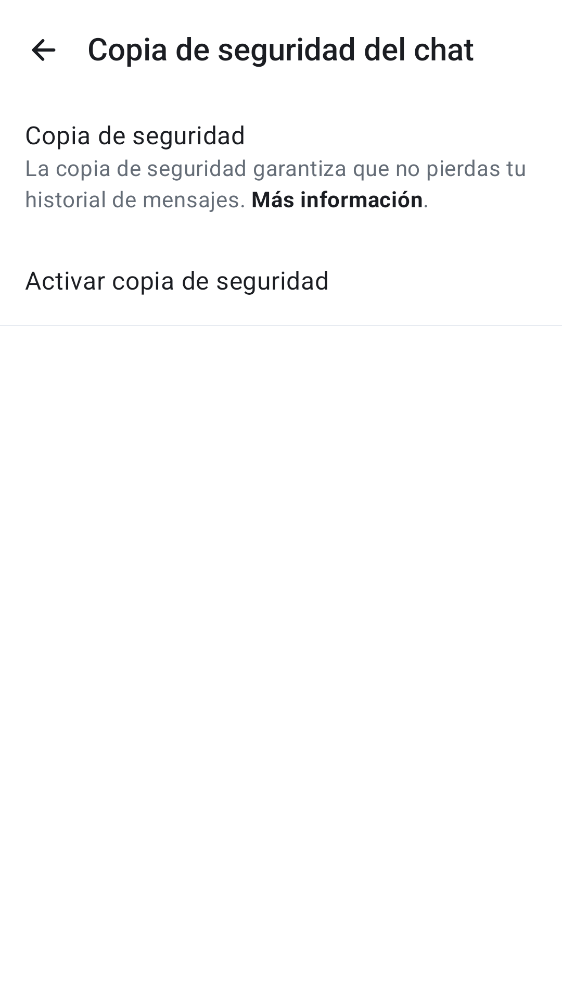 Copia de seguridad del chat
Copia de seguridad
La copia de seguridad garantiza que no pierdas tu
historial de mensajes. Más información.
Activar copia de seguridad